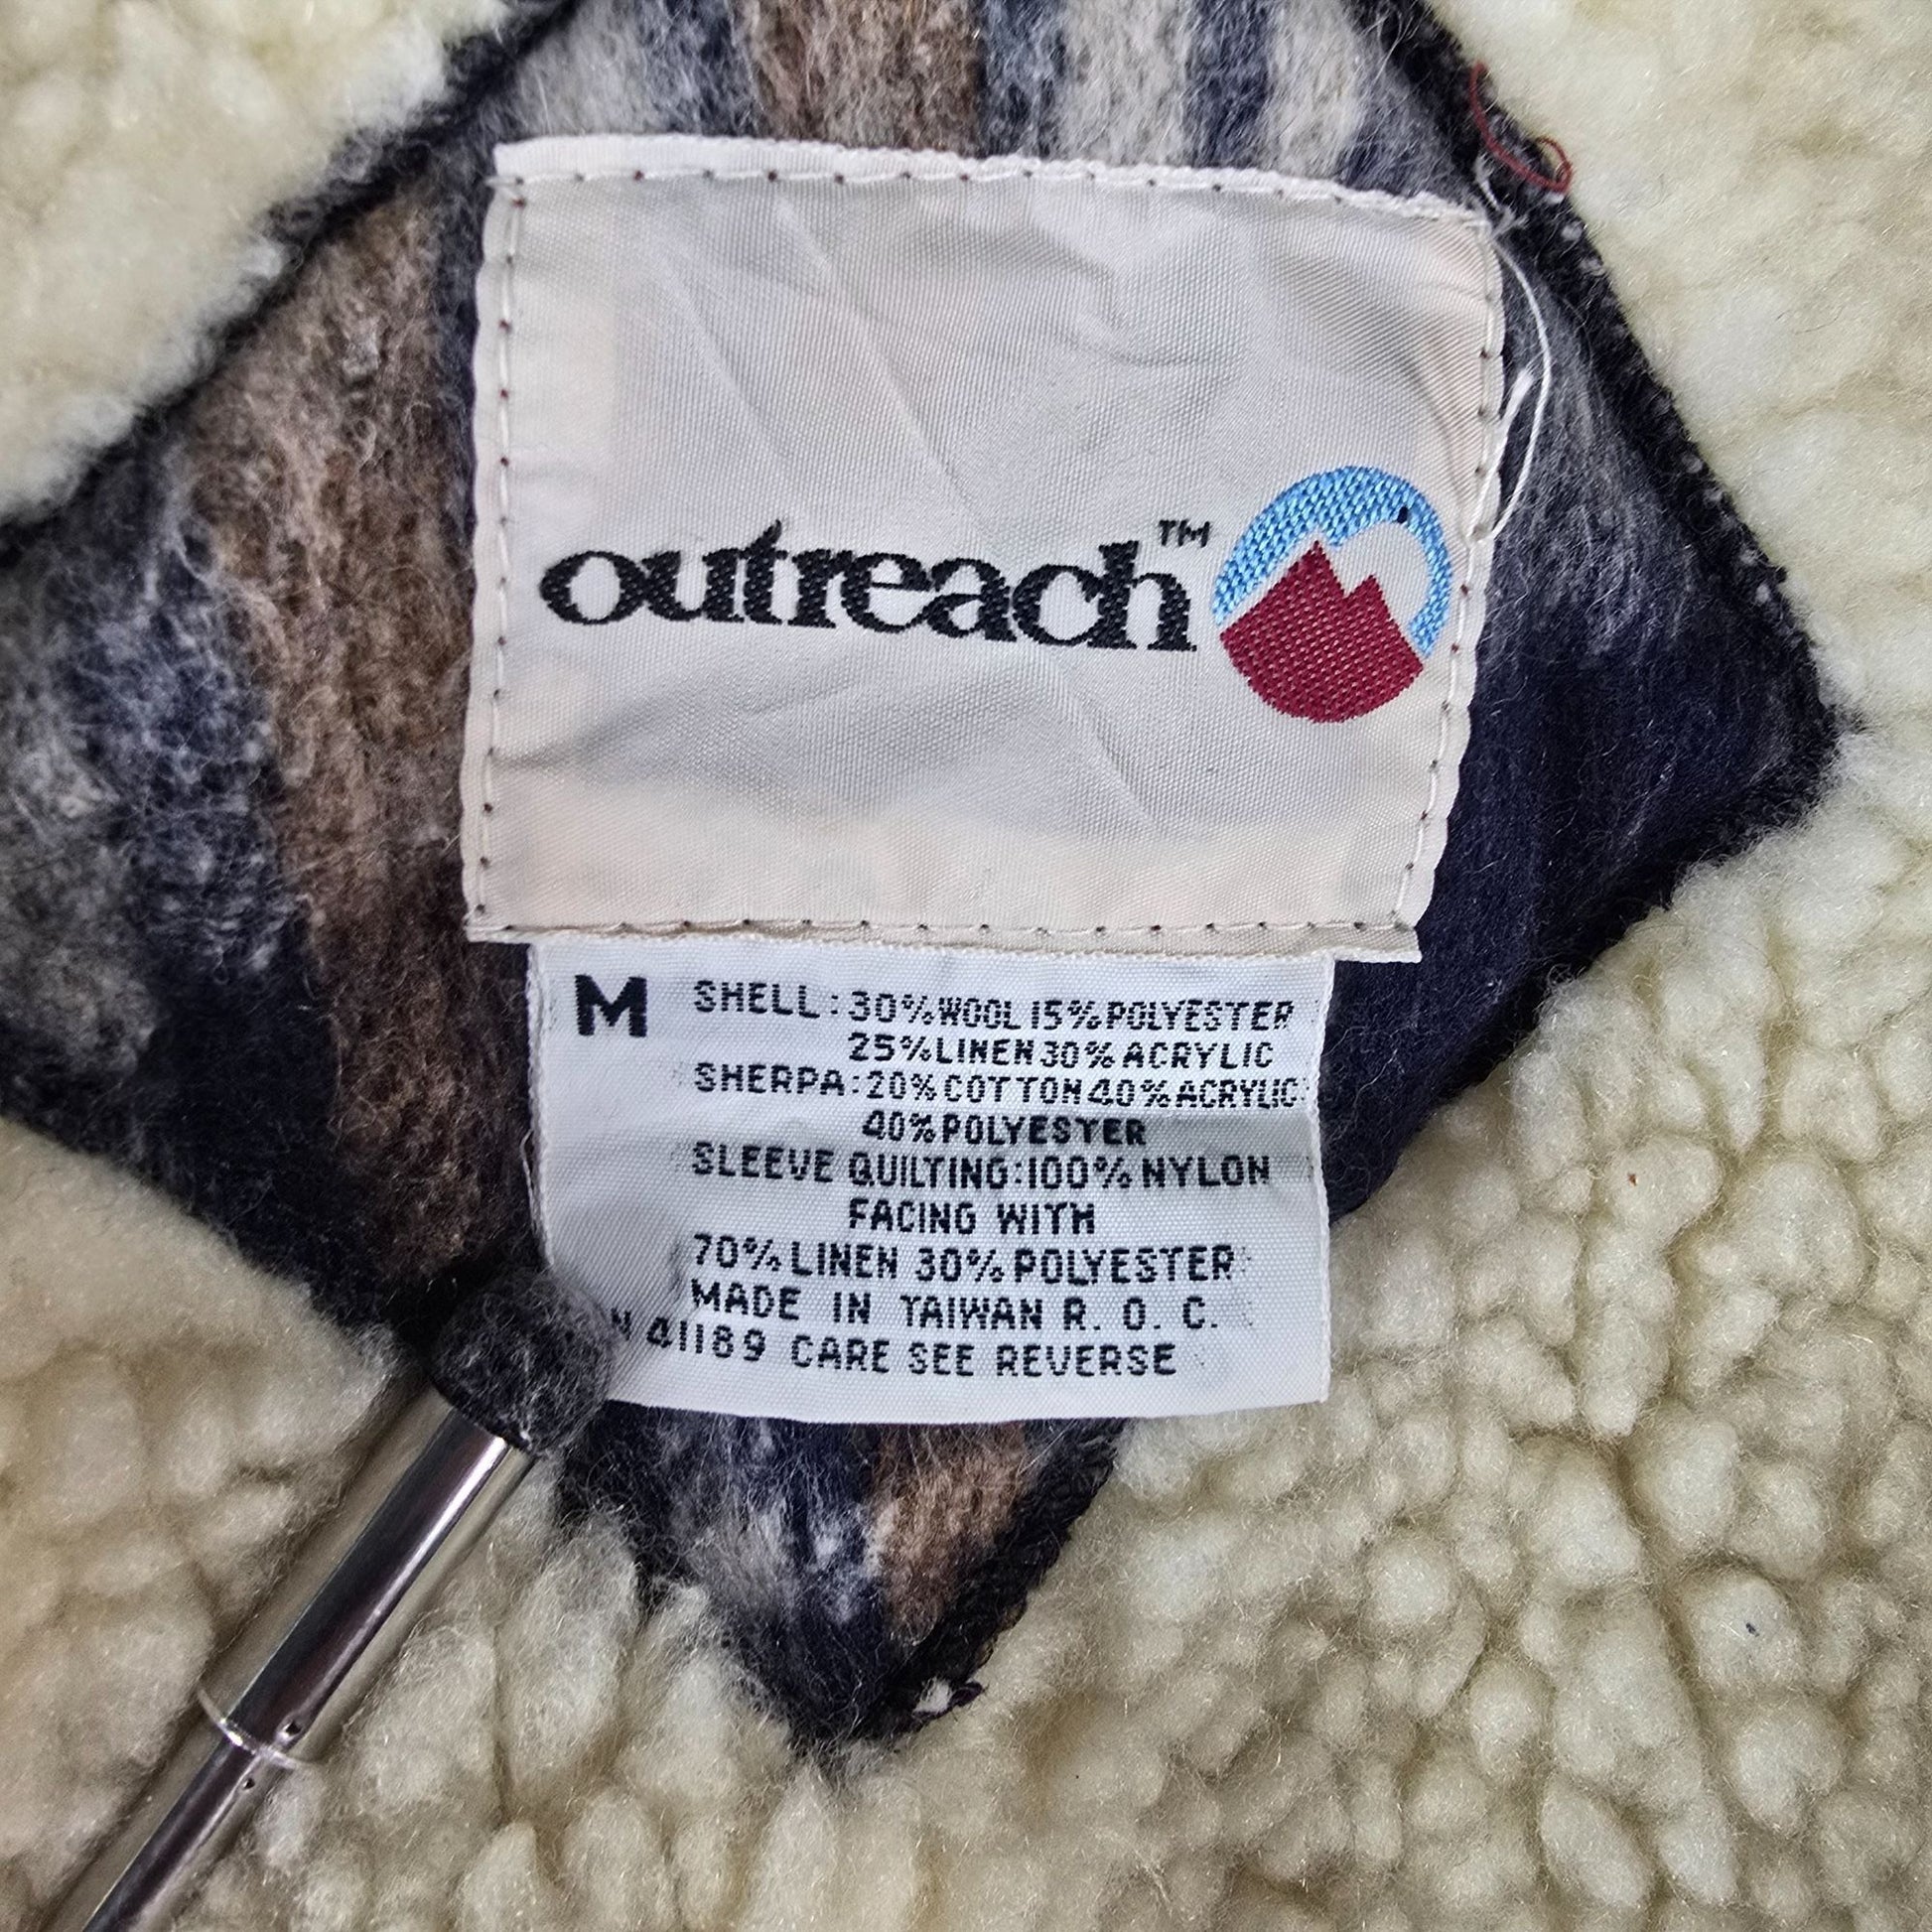 outreach™
M SHELL: 30% WOOL 15% POLYESTER
25% LINEN 30% ACRYLIC
SHERPA: 20% COTTON 40% ACRYLIC
40% POLYESTER
SLEEVE QUILTING: 100% NYLON
FACING WITH
70% LINEN 30% POLYESTER
MADE IN TAIWAN R. O. C.
41189 CARE SEE REVERSE